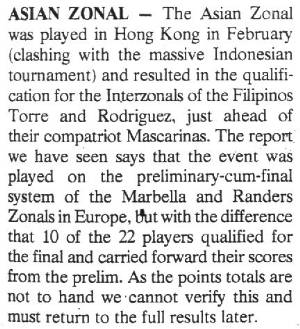 ASIAN ZONAL — The Asian Zonal
was played in Hong Kong in February
(clashing with the massive Indonesian
tournament) and resulted in the qualifi-
cation for the Interzonals of the Filipinos
Torre and Rodriguez, just ahead of
their compatriot Mascarinas. The report
we have seen says that the event was
played on the preliminary-cum-final
system of the Marbella and Randers
Zonals in Europe, but with the difference
that 10 of the 22 players qualified for
the final and carried forward their scores
from the prelim. As the points totals are
not to hand we cannot verify this and
must return to the full results later.